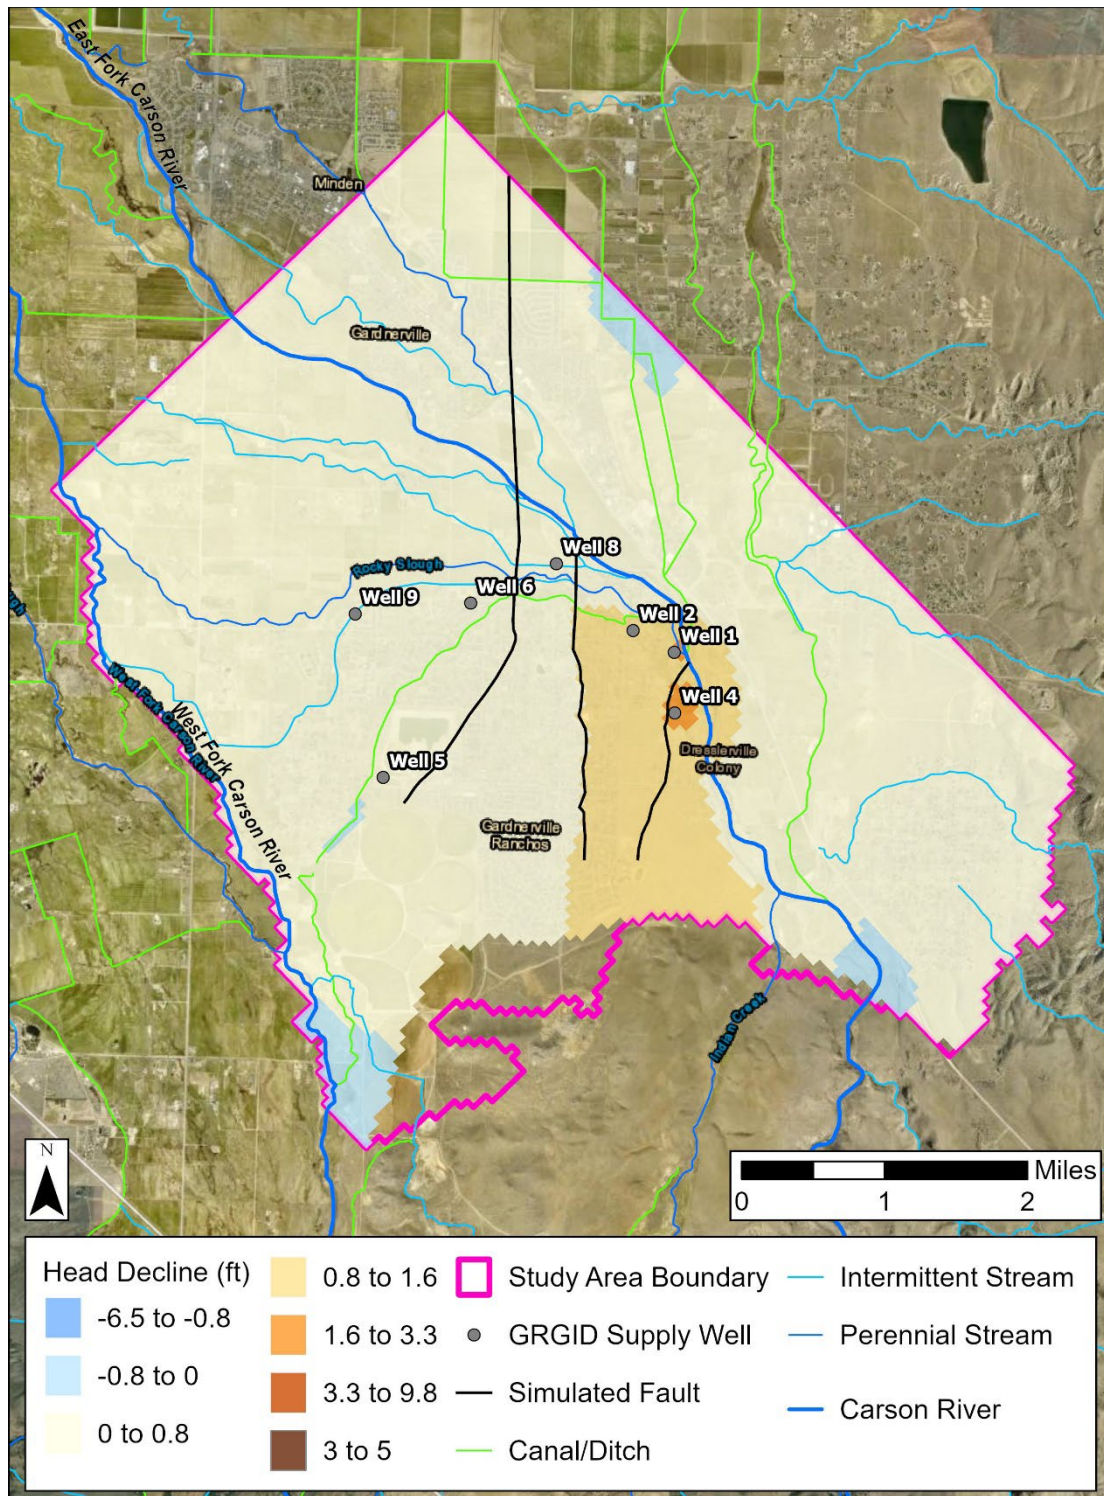 East Fork Carson River
Minden
Gardnerville
Rocky Slough
Well 8
Well 6
Well 9
Well 2
Well 1
Well 4
Well 5
Dresslerville
Colony
Gardnerville
Ranchos
West Fork Carson River
West Fork Carson River
Indian Creek
N
Miles
0
1
2
Head Decline (ft)
-6.5 to -0.8
-0.8 to 0
0 to 0.8
0.8 to 1.6
1.6 to 3.3
3.3 to 9.8
3 to 5
Study Area Boundary
GRGID Supply Well
Simulated Fault
Canal/Ditch
Intermittent Stream
Perennial Stream
Carson River